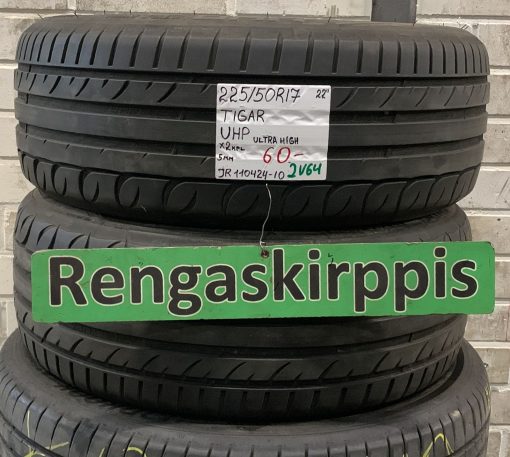 225/50R17 22"
TIGAR
UHP ULTRA HIGH
x2 KPL
5MM 60,-
JR 110424-10 2V64
Rengaskirppis